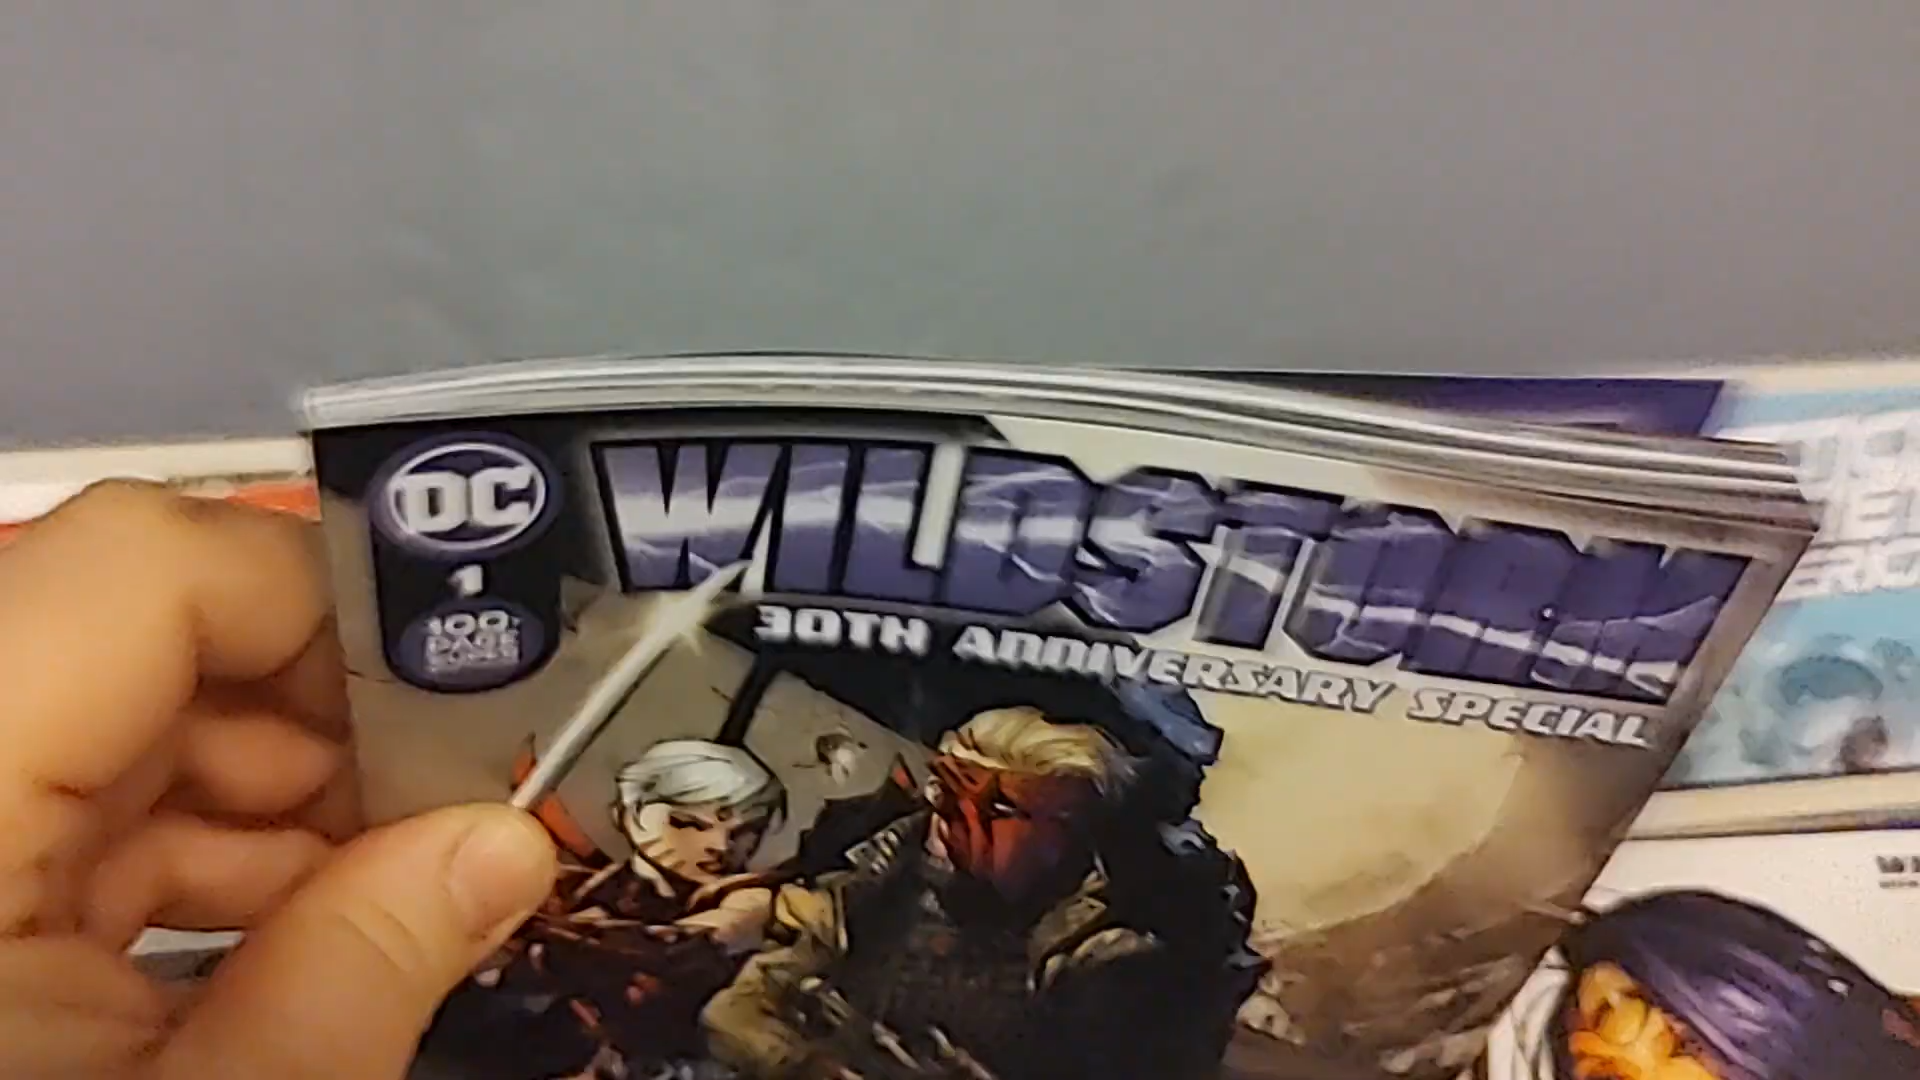 DC
1
100
PAGE
WILDSTORM
30TH ANNIVERSARY SPECIAL